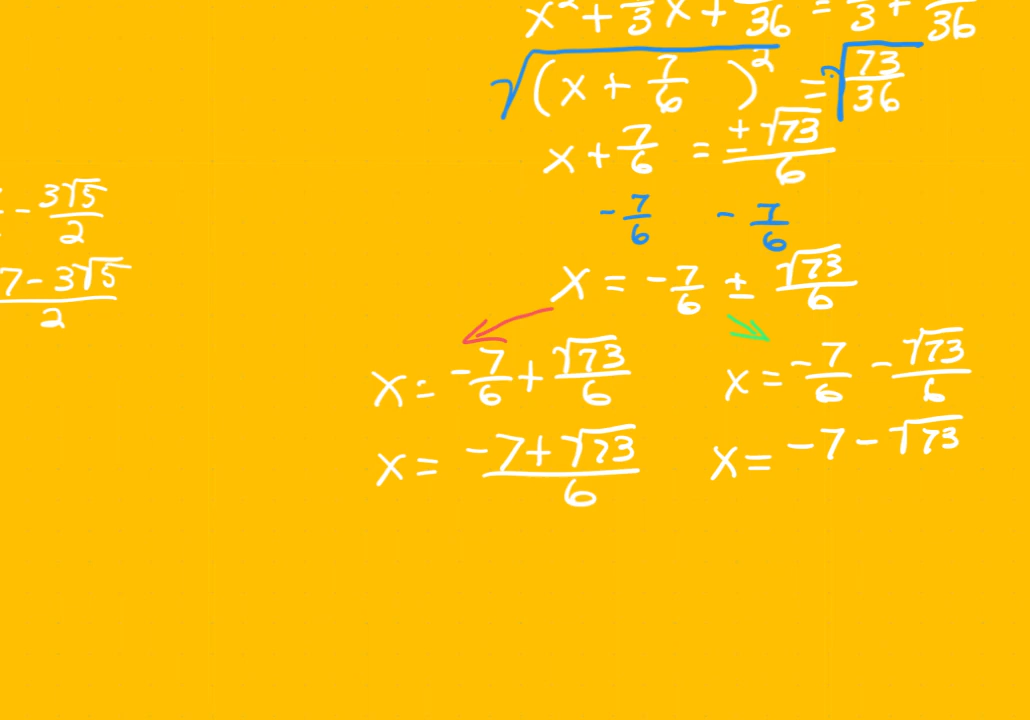 x² + 7/3 x + /36 = /3 + /36
√(x + 7/6)² = √73/36
x + 7/6 = ±√73/6
- 7/6 - 7/6
x = -7/6 ± √73/6
x = -7/6 + √73/6
x = (-7+√73)/6
x = -7/6 - √73/6
x = -7-√73
- 3√5/2
7-3√5/2